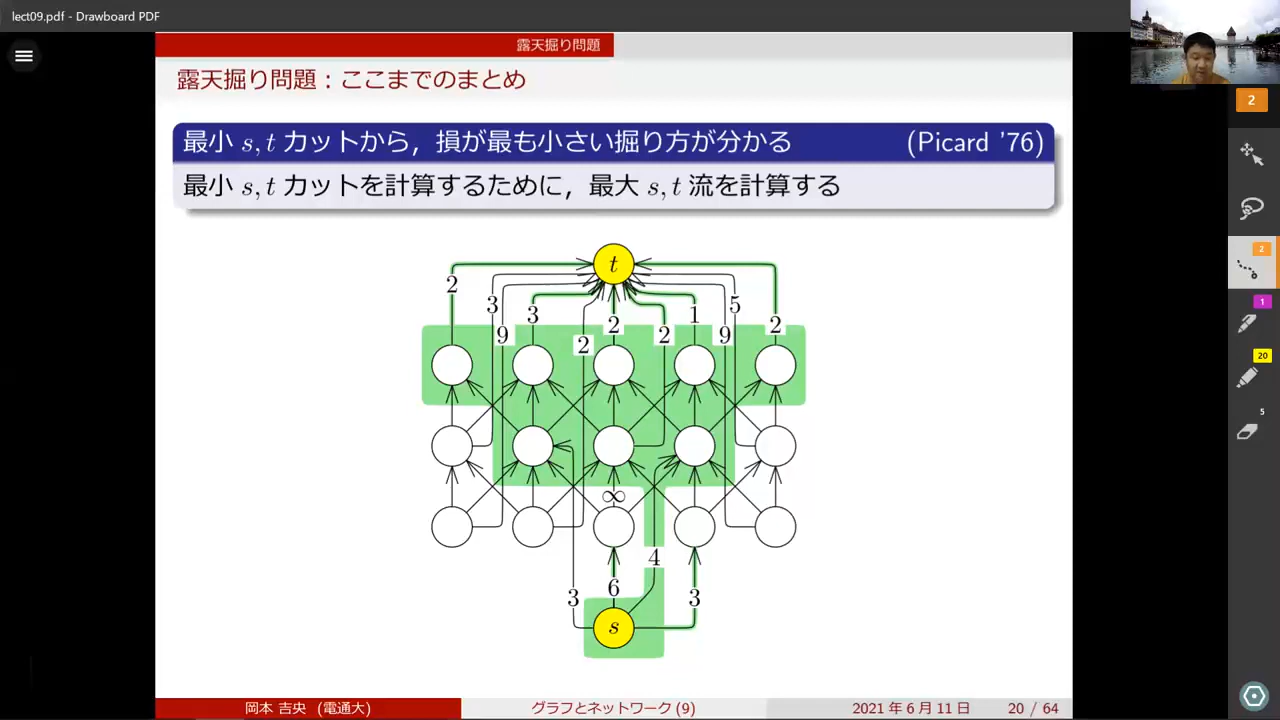 lect09.pdf - Drawboard PDF
露天掘り問題
露天掘り問題：ここまでのまとめ
最小 s, t カットから，損が最も小さい掘り方が分かる (Picard '76)
最小 s, t カットを計算するために，最大 s, t 流を計算する
t
2 3 9 3 2 2 2 1 9 5 2
∞
4
3 6 3
s
岡本 吉央 (電通大) グラフとネットワーク (9) 2021 年 6 月 11 日 20 / 64
2
2
1
20
5